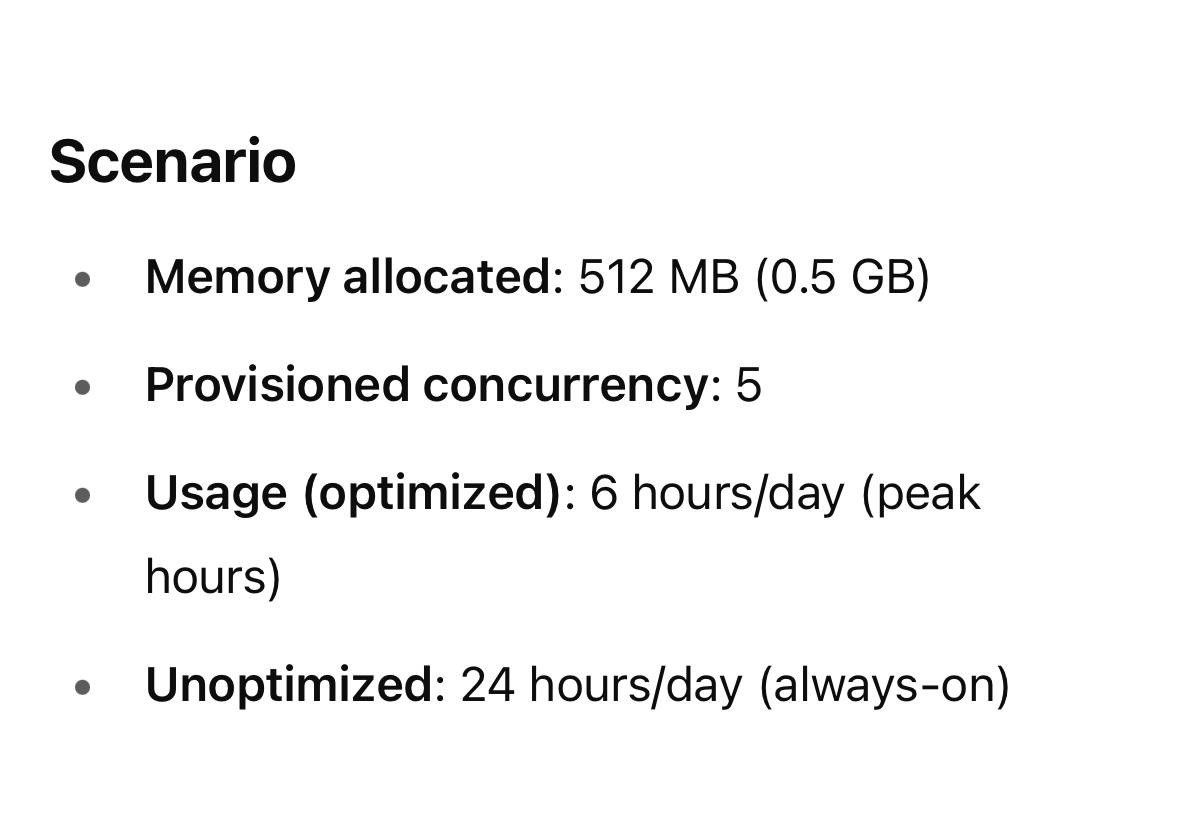 Scenario
• Memory allocated: 512 MB (0.5 GB)
• Provisioned concurrency: 5
• Usage (optimized): 6 hours/day (peak
hours)
• Unoptimized: 24 hours/day (always-on)